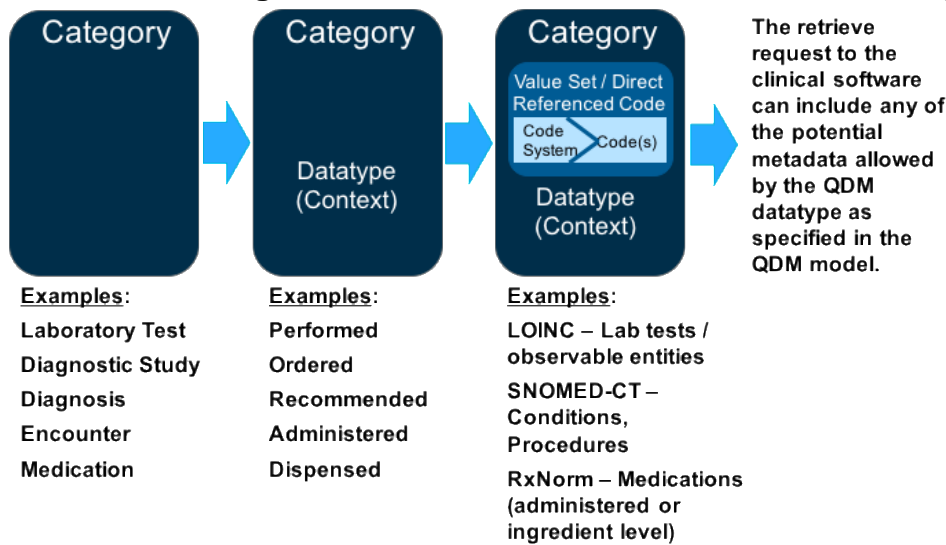 Category
Examples:
Laboratory Test
Diagnostic Study
Diagnosis
Encounter
Medication
Category
Datatype
(Context)
Examples:
Performed
Ordered
Recommended
Administered
Dispensed
Category
Value Set / Direct
Referenced Code
Code
System
Code(s)
Datatype
(Context)
Examples:
LOINC – Lab tests /
observable entities
SNOMED-CT –
Conditions,
Procedures
RxNorm – Medications
(administered or
ingredient level)
The retrieve
request to the
clinical software
can include any of
the potential
metadata allowed
by the QDM
datatype as
specified in the
QDM model.